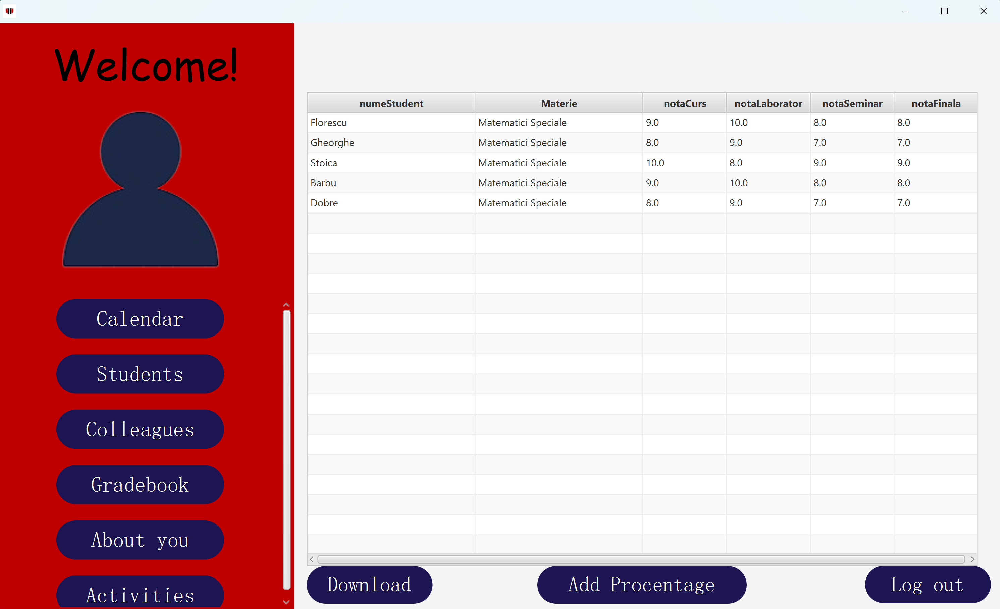 Welcome!
Calendar
Students
Colleagues
Gradebook
About you
Activities
numeStudent Materie notaCurs notaLaborator notaSeminar notaFinala
Florescu Matematici Speciale 9.0 10.0 8.0 8.0
Gheorghe Matematici Speciale 8.0 9.0 7.0 7.0
Stoica Matematici Speciale 10.0 8.0 9.0 9.0
Barbu Matematici Speciale 9.0 10.0 8.0 8.0
Dobre Matematici Speciale 8.0 9.0 7.0 7.0
Download Add Procentage Log out